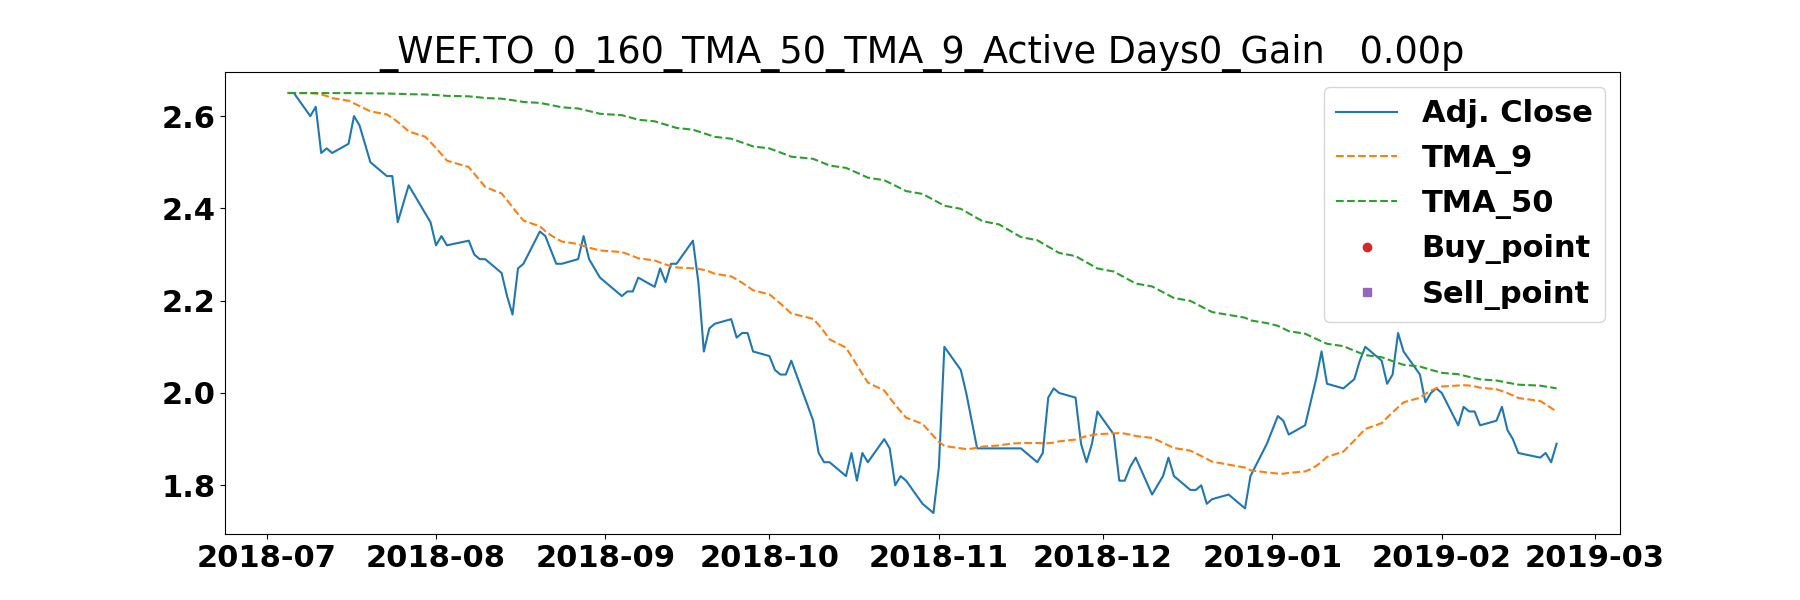 _WEF.TO_0_160_TMA_50_TMA_9_Active Days0_Gain   0.00p
Adj. Close
TMA_9
TMA_50
Buy_point
Sell_point
2.6
2.4
2.2
2.0
1.8
2018-07 2018-08 2018-09 2018-10 2018-11 2018-12 2019-01 2019-02 2019-03